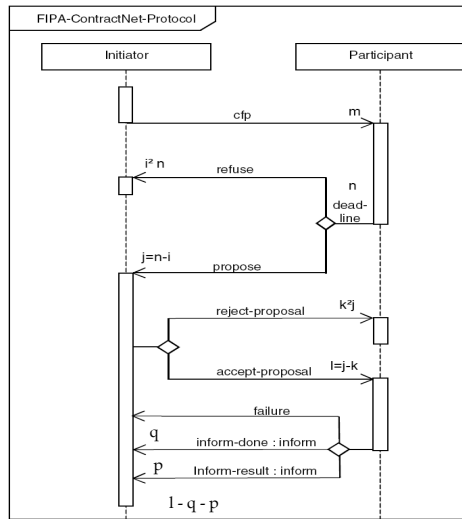 FIPA-ContractNet-Protocol
Initiator
Participant
cfp
m
i² n
refuse
n
dead-
line
j=n-i
propose
reject-proposal
k²j
accept-proposal
l=j-k
failure
q
inform-done : inform
p
Inform-result : inform
l - q - p